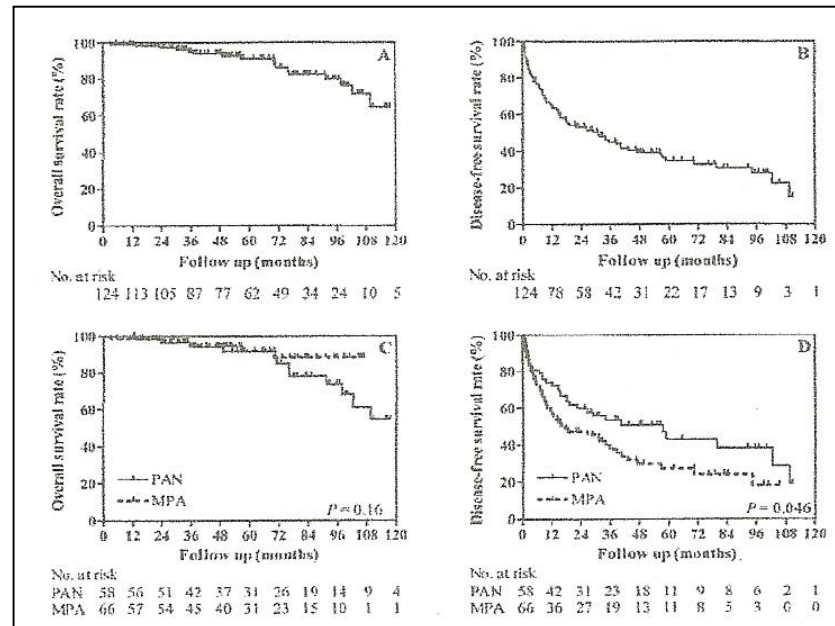 A
Overall survival rate (%)
100
80
60
40
20
0
0 12 24 36 48 60 72 84 96 108 120
Follow up (months)
No. at risk
124 113 105 87 77 62 49 34 24 10 5
B
Disease-free survival rate (%)
100
80
60
40
20
0
0 12 24 36 48 60 72 84 96 108 120
Follow up (months)
No. at risk
124 78 58 42 31 22 17 13 9 3 1
C
Overall survival rate (%)
100
80
60
40
20
0
PAN
MPA
P = 0.16
0 12 24 36 48 60 72 84 96 108 120
Follow up (months)
No. at risk
PAN 58 56 51 42 37 31 26 19 14 9 4
MPA 66 57 54 45 40 31 23 15 10 1 1
D
Disease-free survival rate (%)
100
80
60
40
20
0
PAN
MPA
P = 0.046
0 12 24 36 48 60 72 84 96 108 120
Follow up (months)
No. at risk
PAN 58 42 31 23 18 11 9 8 6 2 1
MPA 66 36 27 19 13 11 8 5 3 0 0